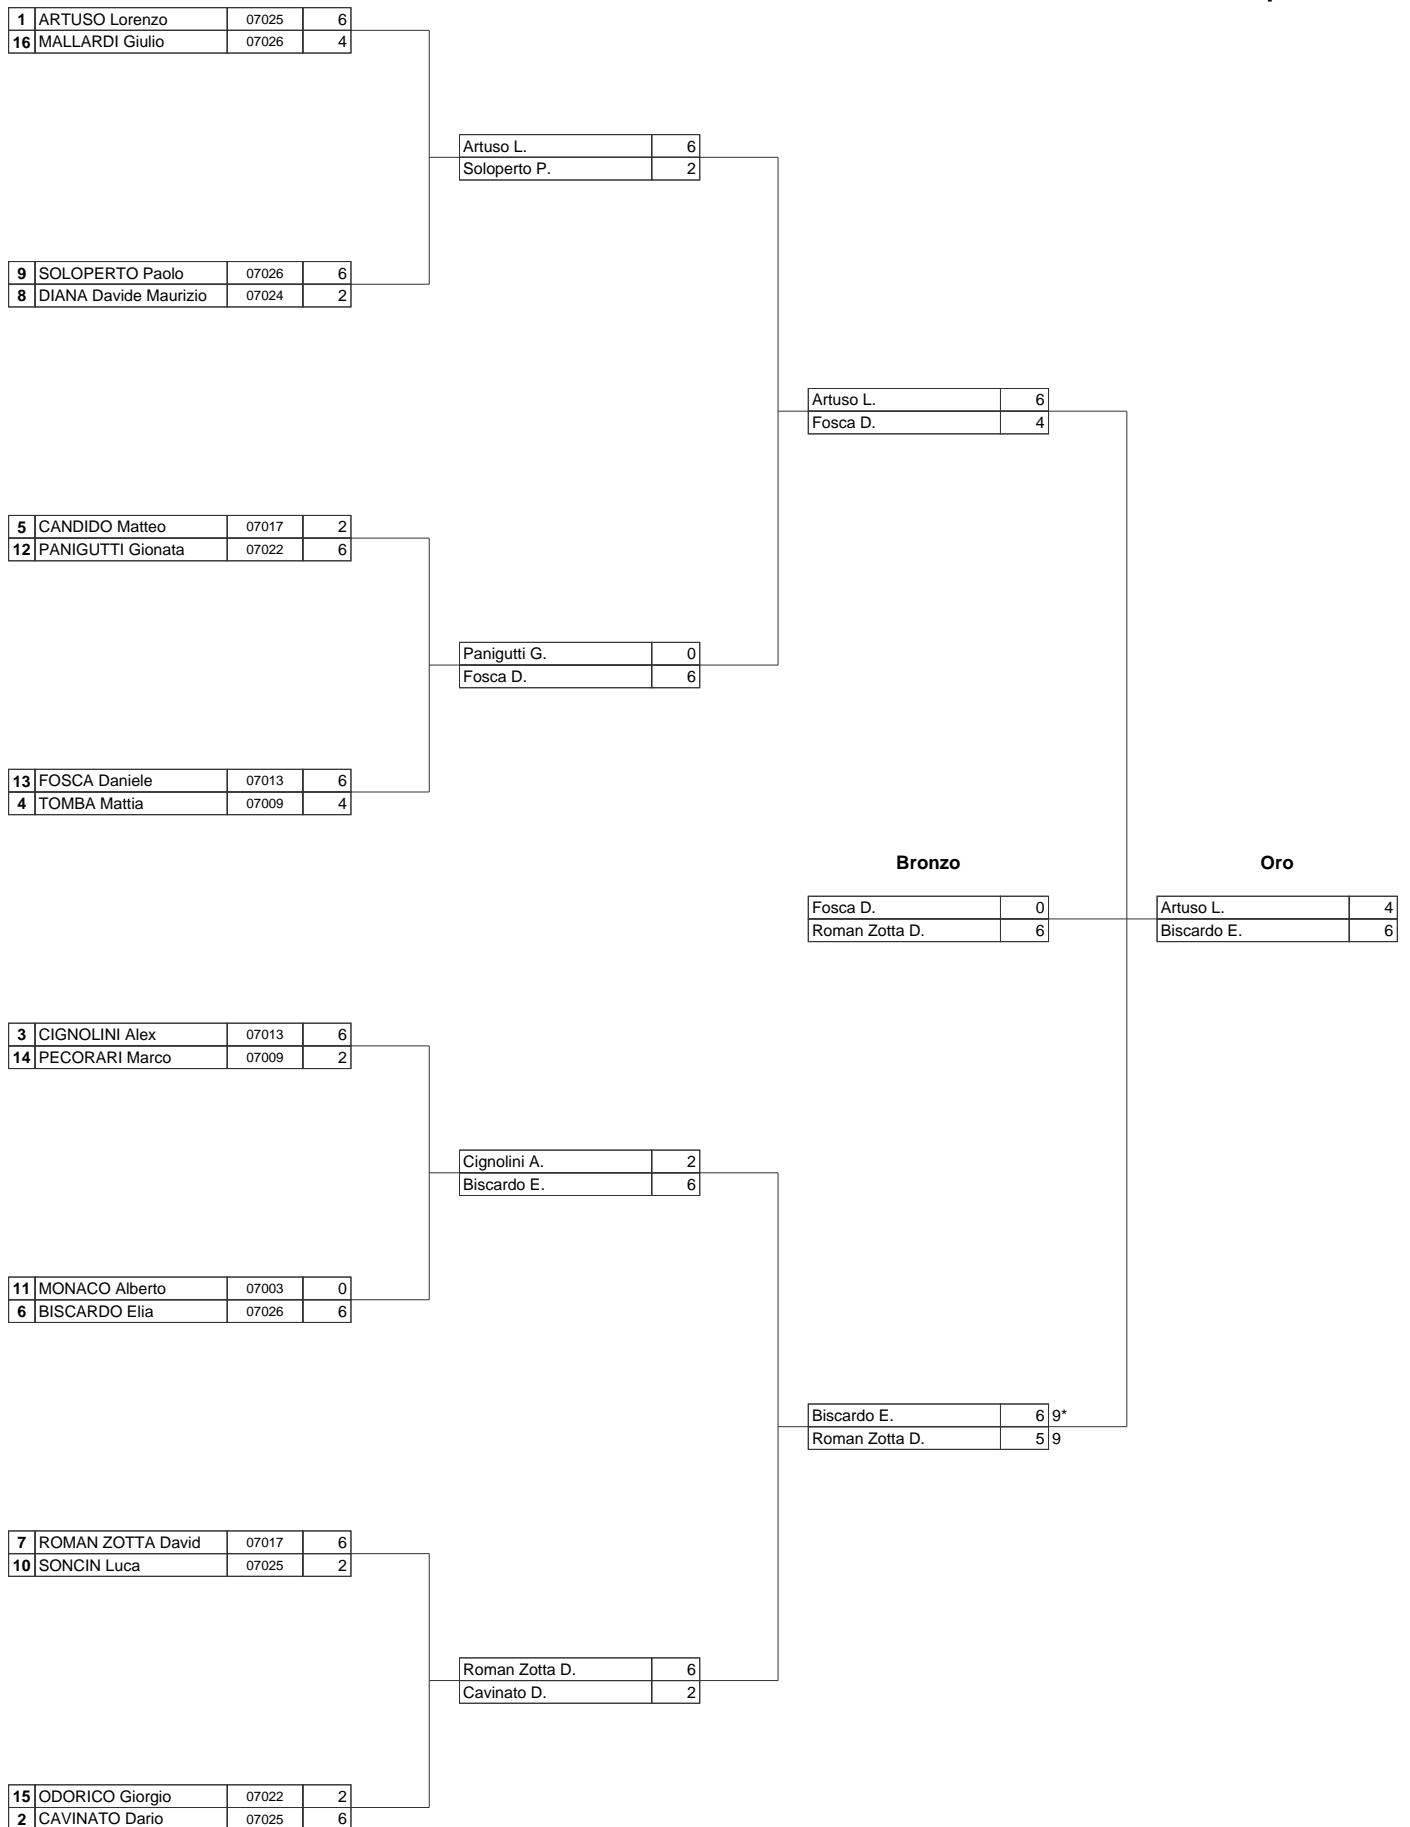 1 ARTUSO Lorenzo 07025 6
16 MALLARDI Giulio 07026 4
Artuso L. 6
Soloperto P. 2
9 SOLOPERTO Paolo 07026 6
8 DIANA Davide Maurizio 07024 2
Artuso L. 6
Fosca D. 4
5 CANDIDO Matteo 07017 2
12 PANIGUTTI Gionata 07022 6
Panigutti G. 0
Fosca D. 6
13 FOSCA Daniele 07013 6
4 TOMBA Mattia 07009 4
Bronzo Oro
Fosca D. 0 Artuso L. 4
Roman Zotta D. 6 Biscardo E. 6
3 CIGNOLINI Alex 07013 6
14 PECORARI Marco 07009 2
Cignolini A. 2
Biscardo E. 6
11 MONACO Alberto 07003 0
6 BISCARDO Elia 07026 6
Biscardo E. 6 9*
Roman Zotta D. 5 9
7 ROMAN ZOTTA David 07017 6
10 SONCIN Luca 07025 2
Roman Zotta D. 6
Cavinato D. 2
15 ODORICO Giorgio 07022 2
2 CAVINATO Dario 07025 6